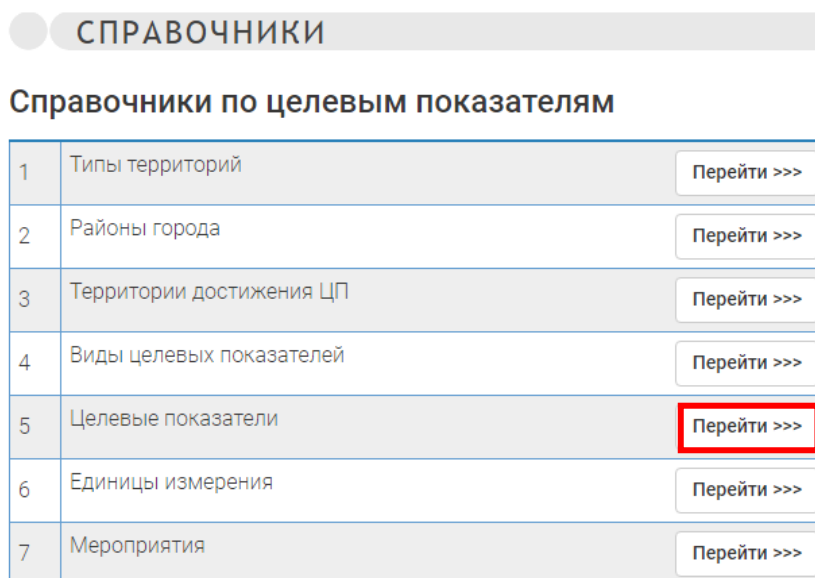 СПРАВОЧНИКИ
Справочники по целевым показателям
1 Типы территорий Перейти >>>
2 Районы города Перейти >>>
3 Территории достижения ЦП Перейти >>>
4 Виды целевых показателей Перейти >>>
5 Целевые показатели Перейти >>>
6 Единицы измерения Перейти >>>
7 Мероприятия Перейти >>>